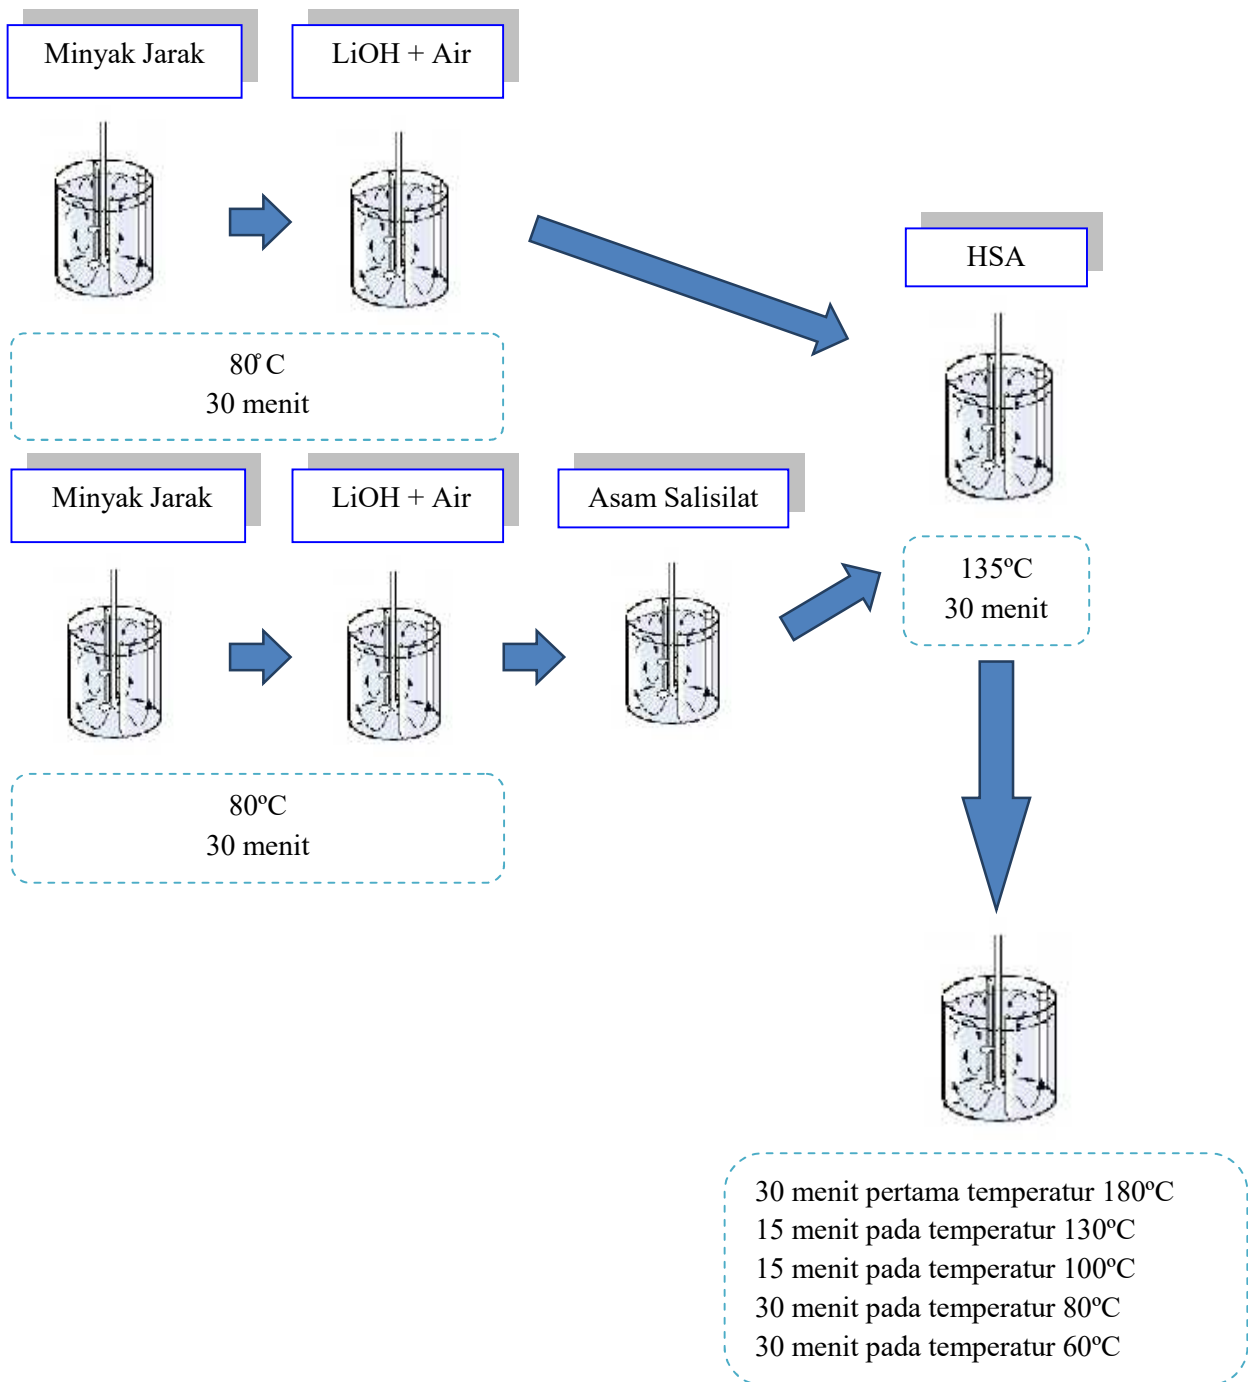 Minyak Jarak
LiOH + Air
HSA
80̊ C
30 menit
Minyak Jarak
LiOH + Air
Asam Salisilat
135ºC
30 menit
80ºC
30 menit
30 menit pertama temperatur 180ºC
15 menit pada temperatur 130ºC
15 menit pada temperatur 100ºC
30 menit pada temperatur 80ºC
30 menit pada temperatur 60ºC